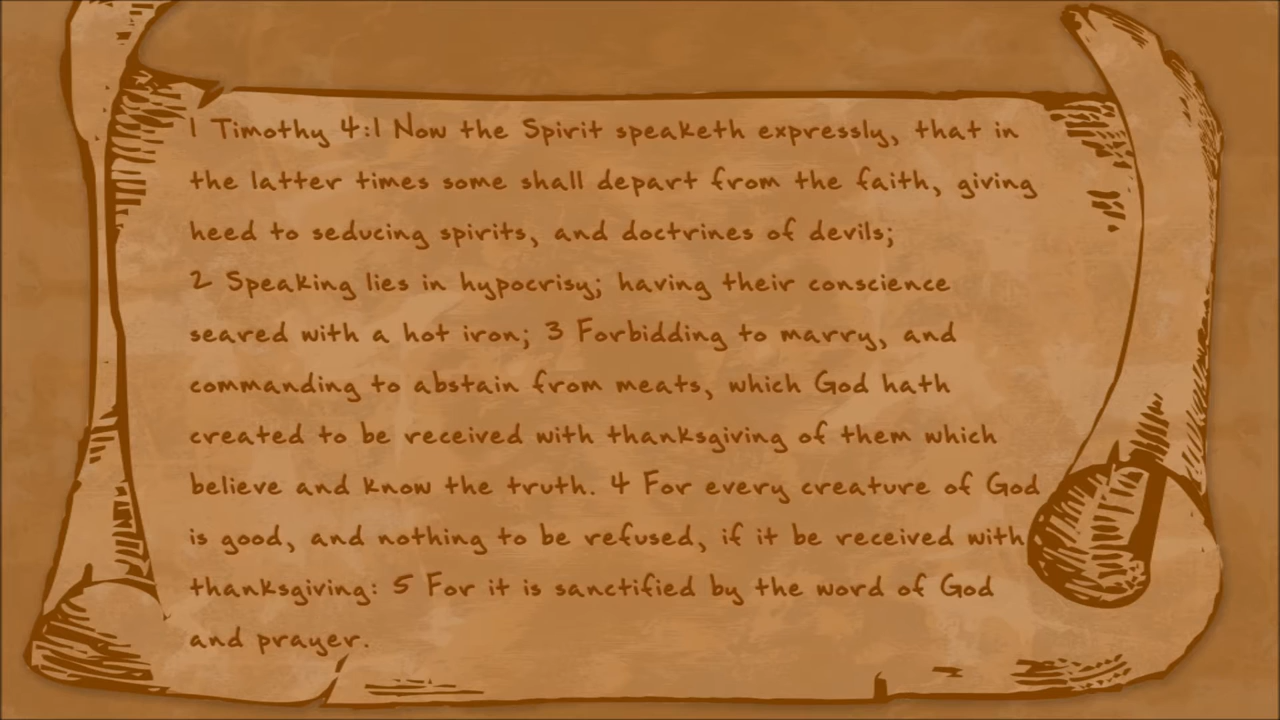 1 Timothy 4:1 Now the Spirit speaketh expressly, that in
the latter times some shall depart from the faith, giving
heed to seducing spirits, and doctrines of devils;
2 Speaking lies in hypocrisy; having their conscience
seared with a hot iron; 3 Forbidding to marry, and
commanding to abstain from meats, which God hath
created to be received with thanksgiving of them which
believe and know the truth. 4 For every creature of God
is good, and nothing to be refused, if it be received with
thanksgiving: 5 For it is sanctified by the word of God
and prayer.